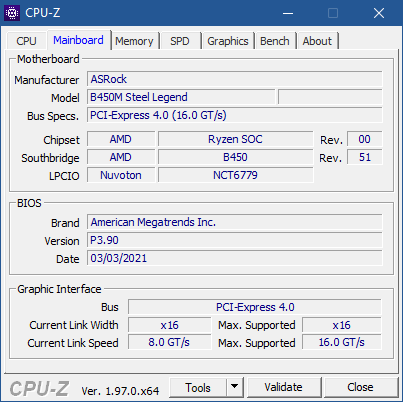 CPU-Z
CPU Mainboard Memory SPD Graphics Bench About
Motherboard
Manufacturer ASRock
Model B450M Steel Legend
Bus Specs. PCI-Express 4.0 (16.0 GT/s)
Chipset AMD Ryzen SOC Rev. 00
Southbridge AMD B450 Rev. 51
LPCIO Nuvoton NCT6779
BIOS
Brand American Megatrends Inc.
Version P3.90
Date 03/03/2021
Graphic Interface
Bus PCI-Express 4.0
Current Link Width x16 Max. Supported x16
Current Link Speed 8.0 GT/s Max. Supported 16.0 GT/s
CPU-Z Ver. 1.97.0.x64 Tools Validate Close